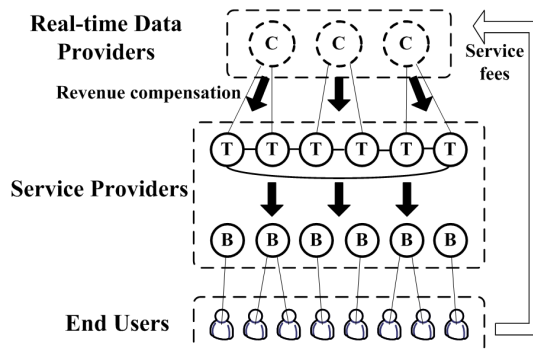 Real-time Data
Providers
C C C
Service
fees
Revenue compensation
T T T T T T
Service Providers
B B B B B B
End Users